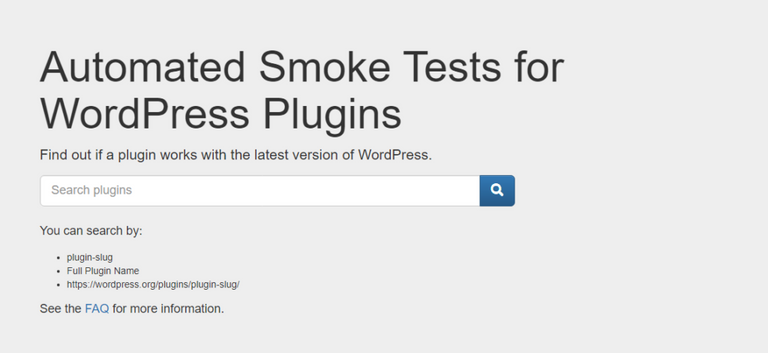 Automated Smoke Tests for
WordPress Plugins
Find out if a plugin works with the latest version of WordPress.
Search plugins
You can search by:
plugin-slug
Full Plugin Name
https://wordpress.org/plugins/plugin-slug/
See the FAQ for more information.